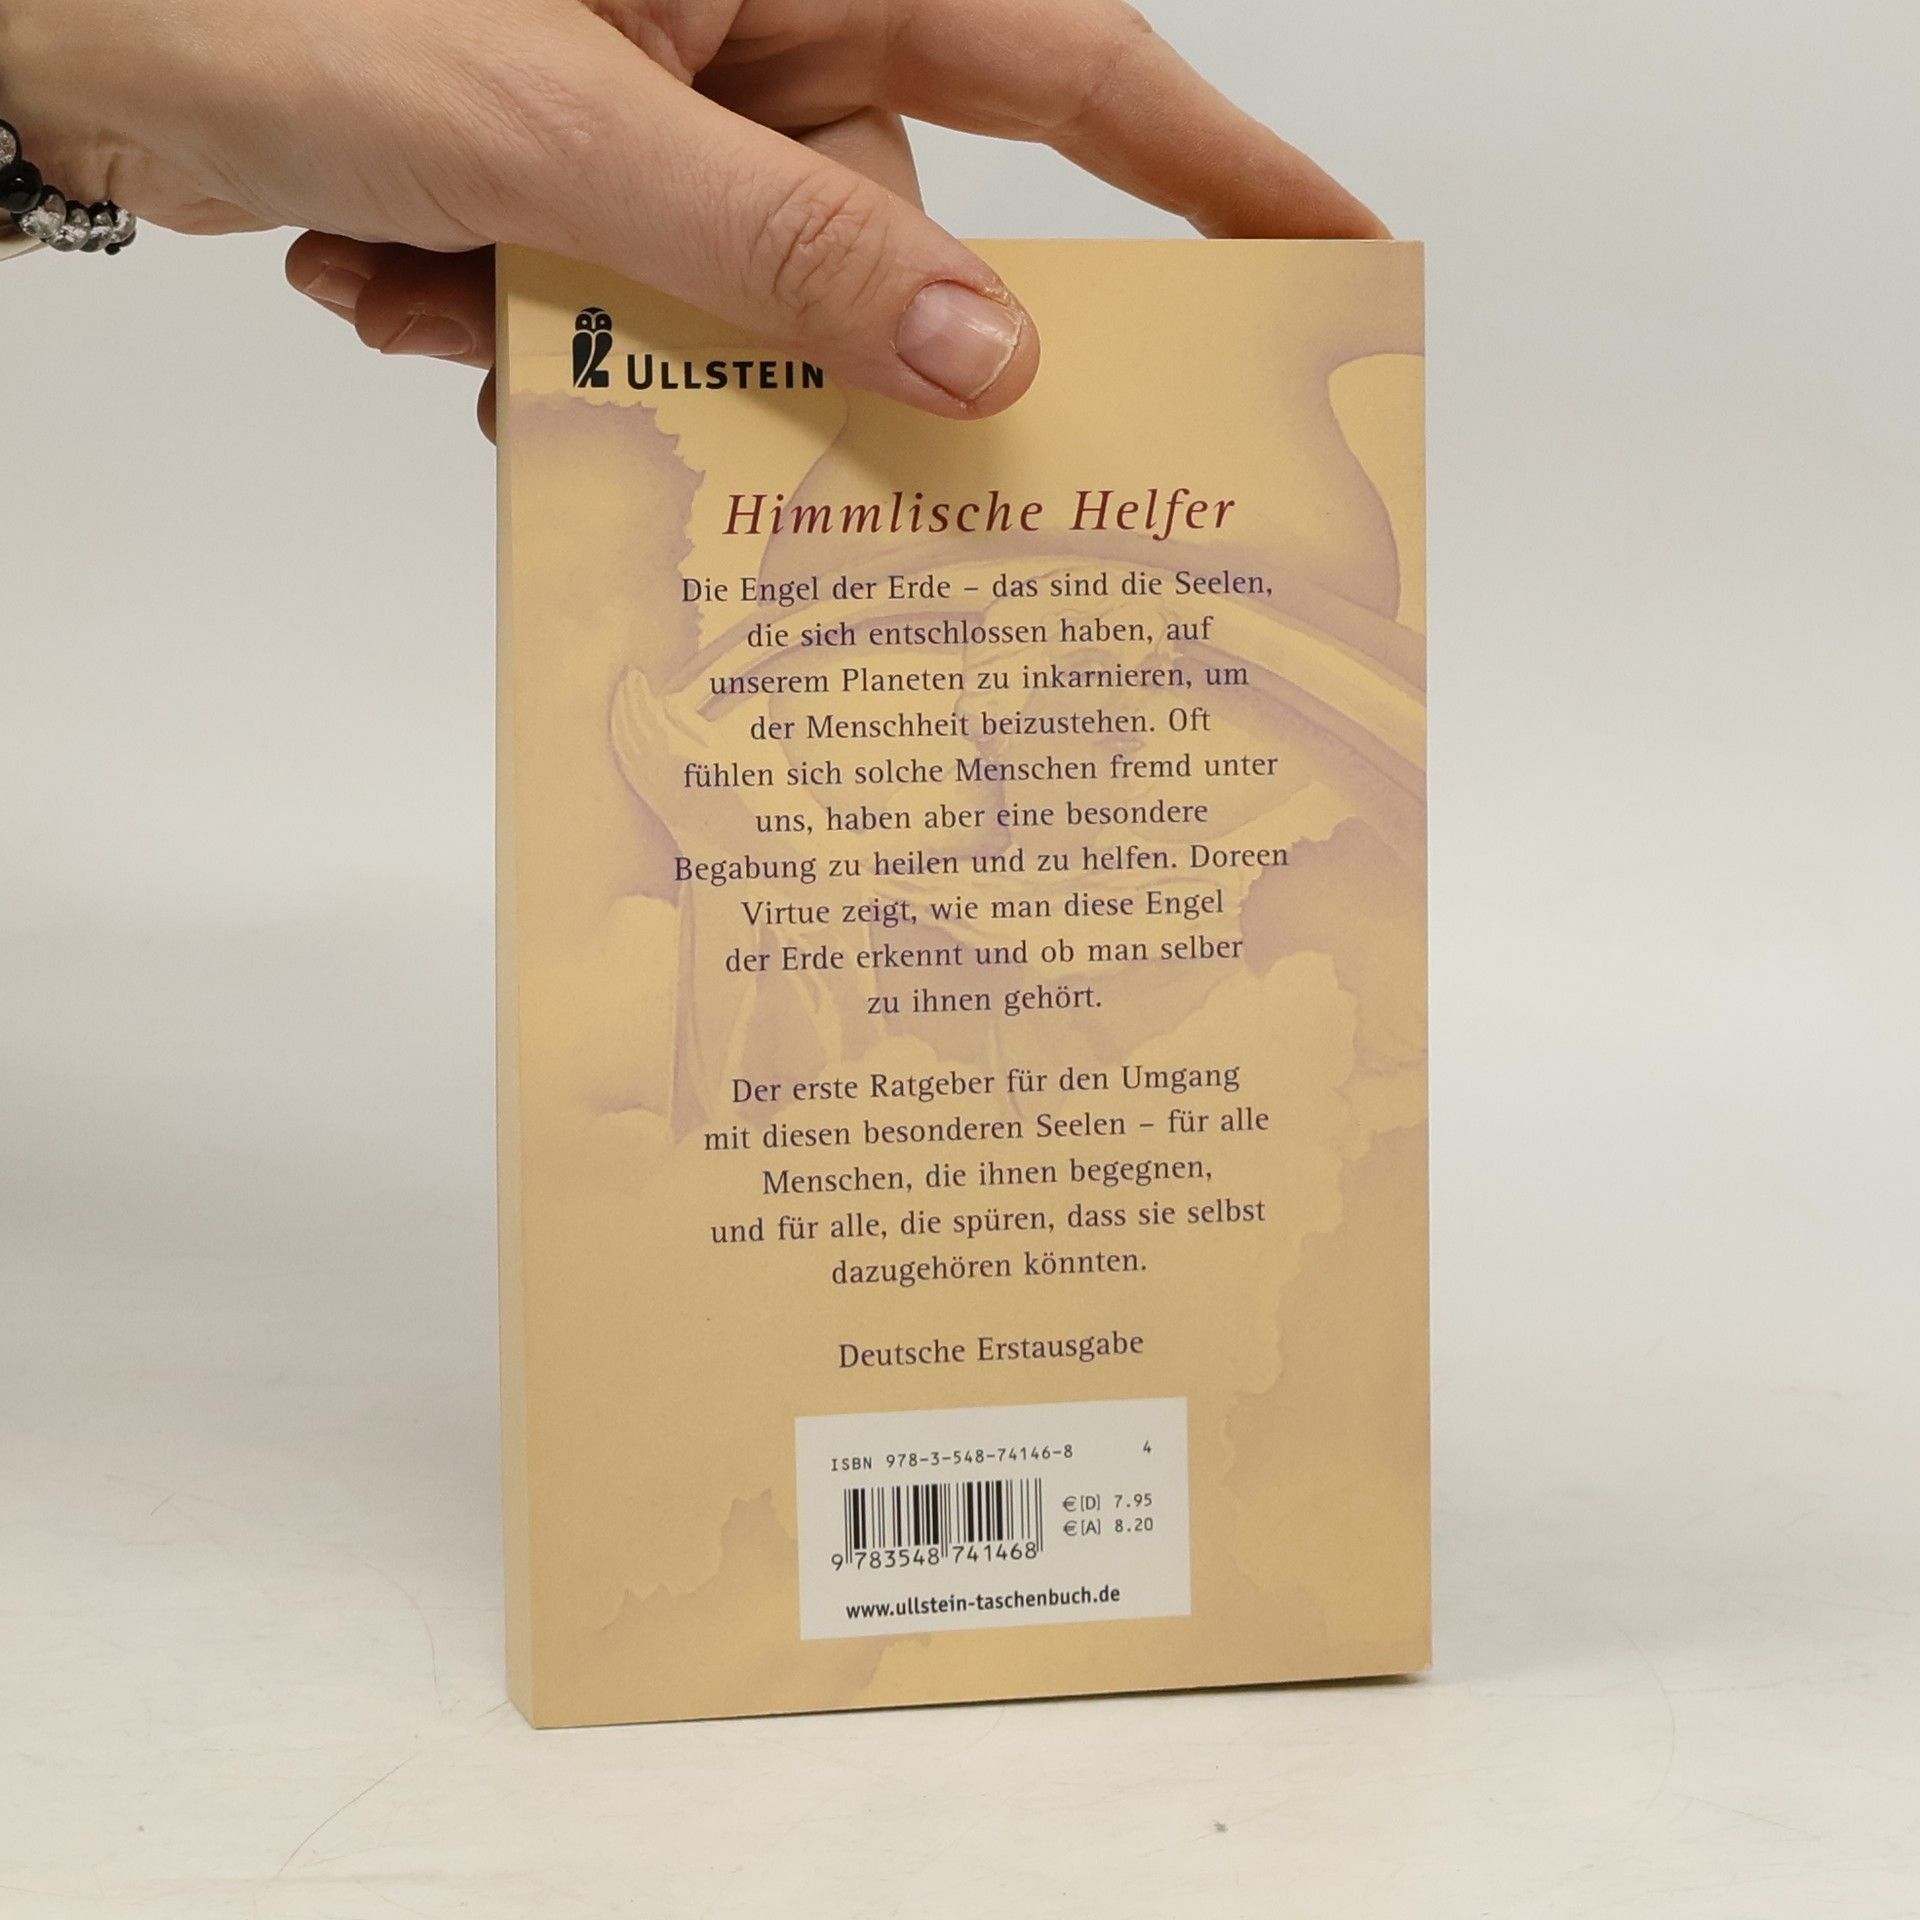 ULLSTEIN
Himmlische Helfer
Die Engel der Erde – das sind die Seelen,
die sich entschlossen haben, auf
unserem Planeten zu inkarnieren, um
der Menschheit beizustehen. Oft
fühlen sich solche Menschen fremd unter
uns, haben aber eine besondere
Begabung zu heilen und zu helfen. Doreen
Virtue zeigt, wie man diese Engel
der Erde erkennt und ob man selber
zu ihnen gehört.
Der erste Ratgeber für den Umgang
mit diesen besonderen Seelen – für alle
Menschen, die ihnen begegnen,
und für alle, die spüren, dass sie selbst
dazugehören könnten.
Deutsche Erstausgabe
ISBN 978-3-548-74146-8 4
€ [D] 7.95
€ [A] 8.20
9 783548 741468
www.ullstein-taschenbuch.de